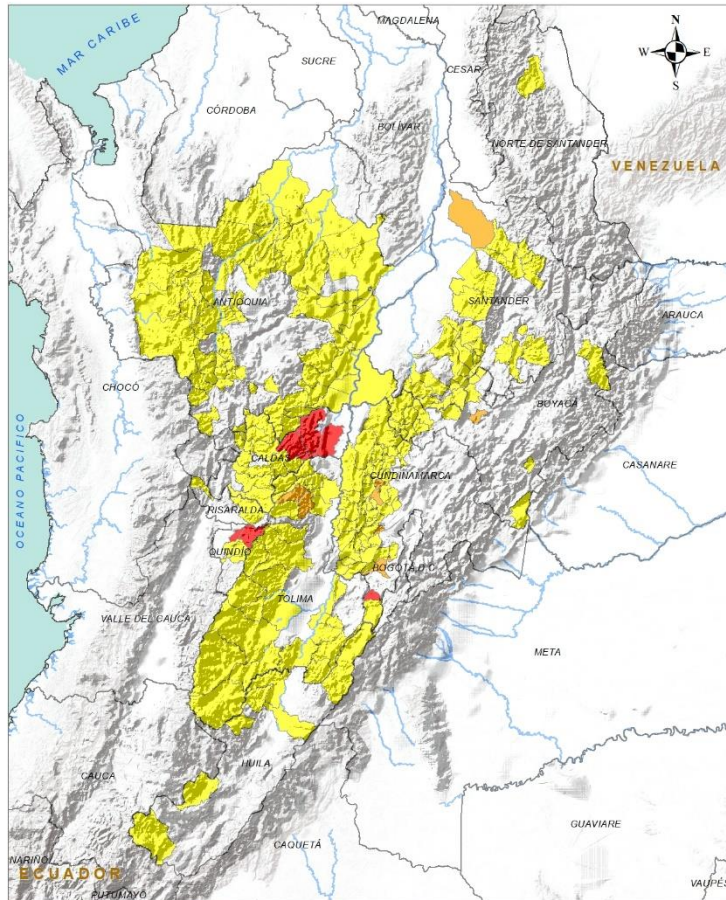 MAGDALENA
N
MAR CARIBE
W
E
SUCRE
CESAR
S
CÓRDOBA
BOLÍVAR
NORTE DE SANTANDER
VENEZUELA
ANTIOQUIA
SANTANDER
ARAUCA
CHOCÓ
BOYACÁ
CALDAS
CUNDINAMARCA
CASANARE
OCEANO PACIFICO
RISARALDA
QUINDÍO
BOGOTÁ D.C
TOLIMA
VALLE DEL CAUCA
META
HUILA
CAUCA
GUAVIARE
CAQUETÁ
NARIÑO
ECUADOR
VAUPÉS
PUTUMAYO